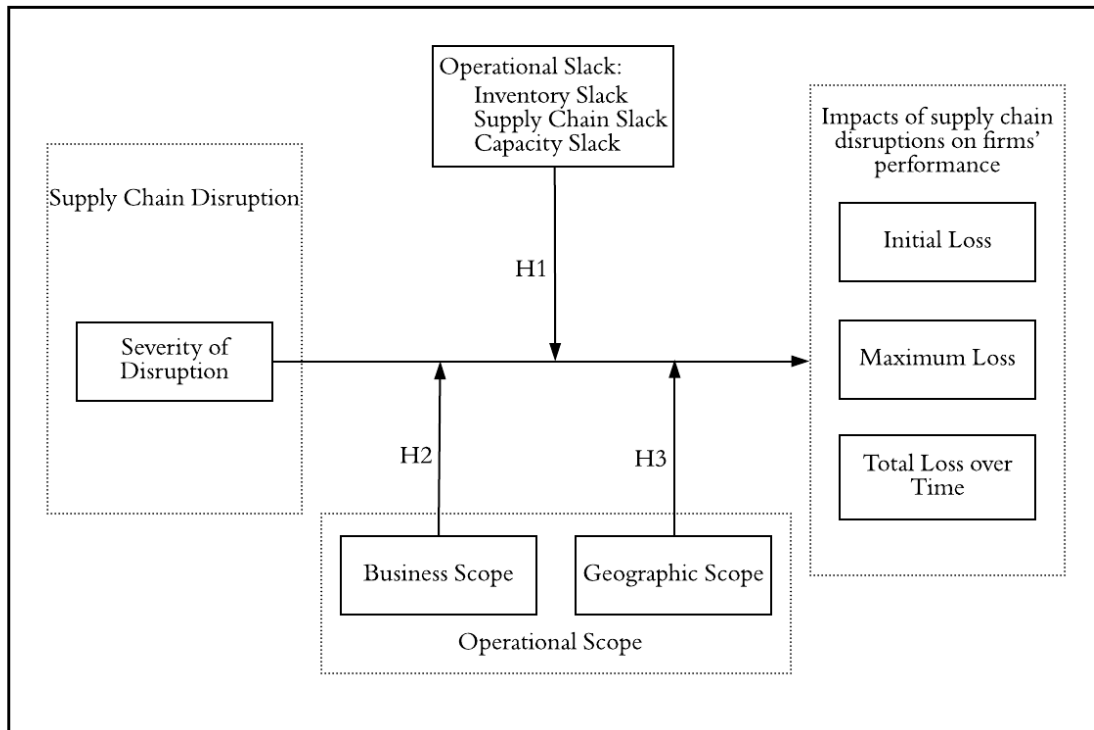 Operational Slack:
Inventory Slack
Supply Chain Slack
Capacity Slack
Impacts of supply chain
disruptions on firms'
performance
Supply Chain Disruption
Initial Loss
H1
Severity of
Disruption
Maximum Loss
H2
H3
Total Loss over
Time
Business Scope
Geographic Scope
Operational Scope